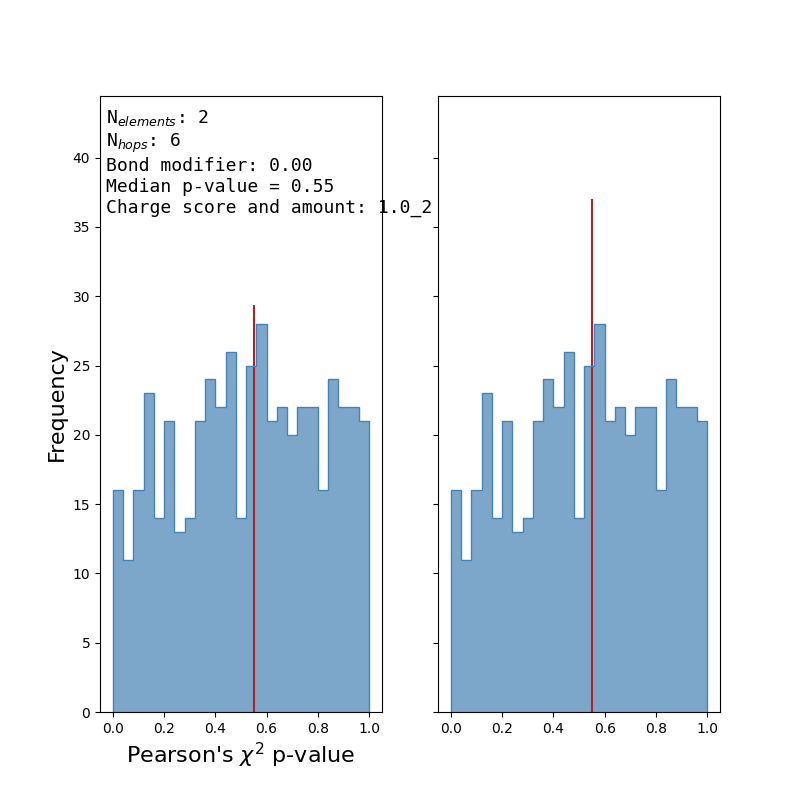 N_elements: 2
N_hops: 6
Bond modifier: 0.00
Median p-value = 0.55
Charge score and amount: 1.0_2
40
35
30
25
20
15
10
5
0
Frequency
0.0 0.2 0.4 0.6 0.8 1.0
0.0 0.2 0.4 0.6 0.8 1.0
Pearson's χ² p-value